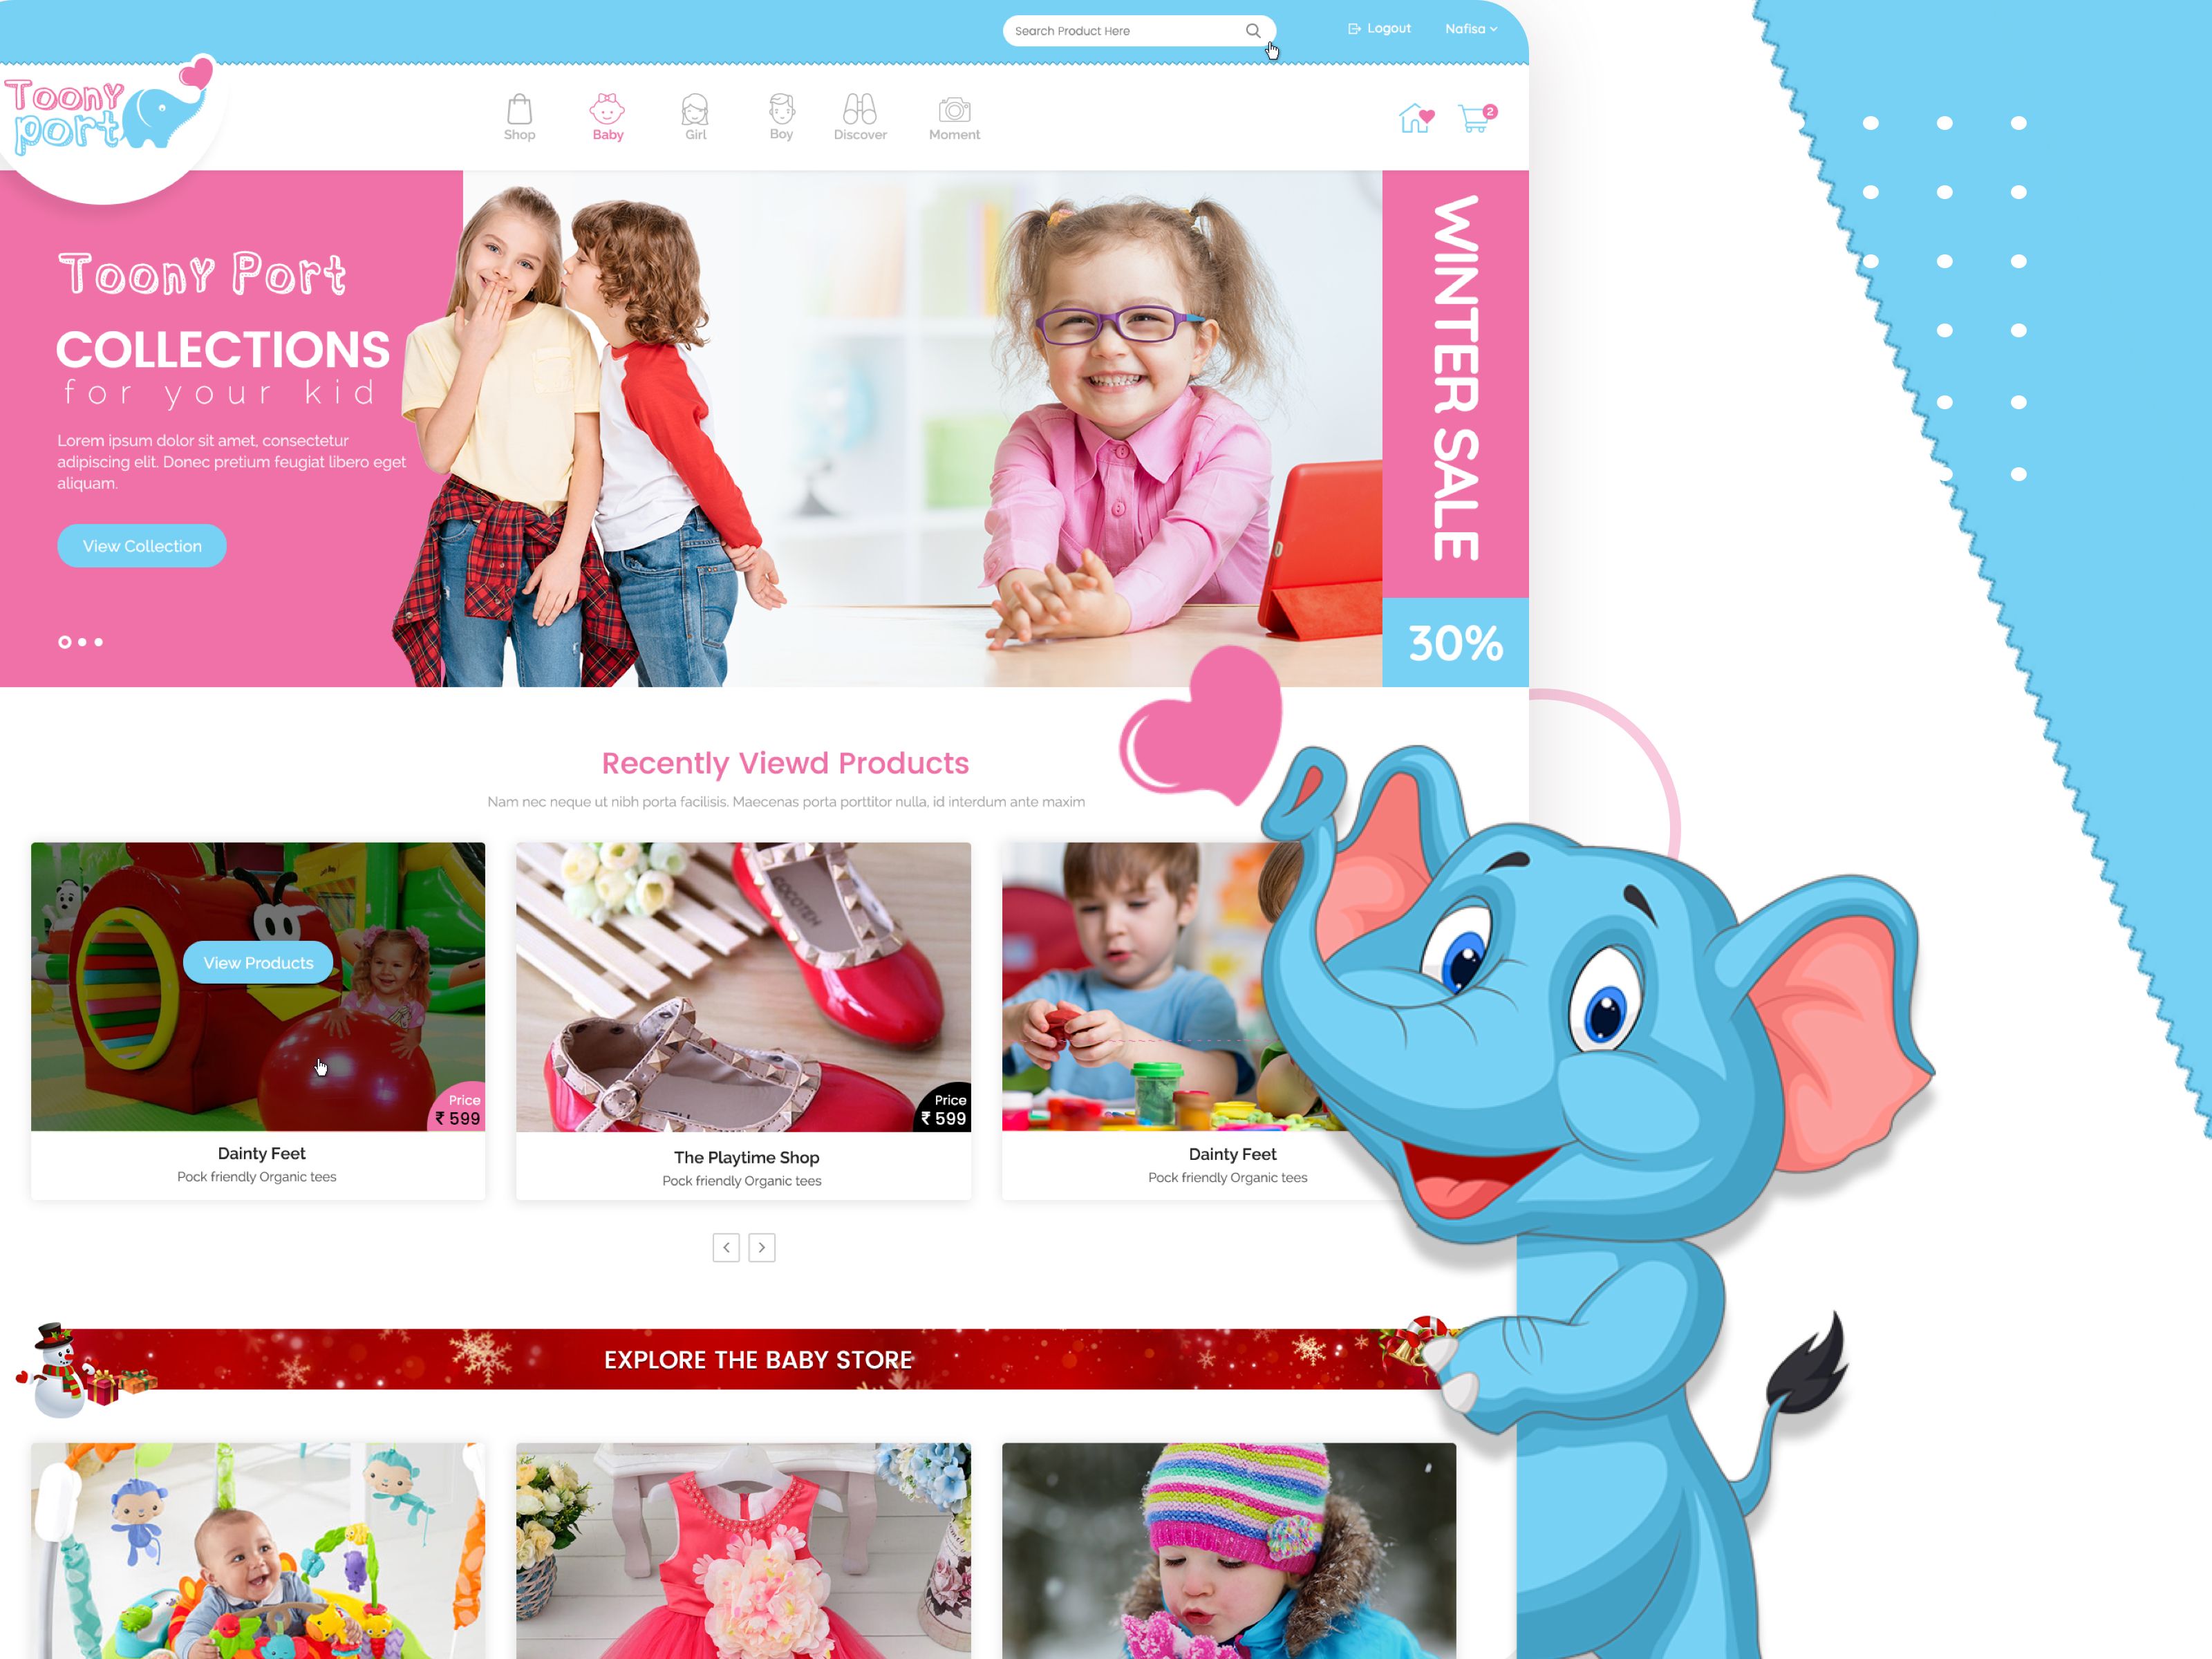 Search Product Here
Logout
Nafisa
Toony
port
Shop
Baby
Girl
Boy
Discover
Moment
2
Toony Port
COLLECTIONS
for your kid
Lorem ipsum dolor sit amet, consectetur
adipiscing elit. Donec pretium feugiat libero eget
aliquam.
View Collection
WINTER SALE
30%
Recently Viewd Products
Nam nec neque ut nibh porta facilisis. Maecenas porta porttitor nulla, id interdum ante maxim
View Products
Price
₹ 599
Dainty Feet
Pock friendly Organic tees
COCOTEH
Price
₹ 599
The Playtime Shop
Pock friendly Organic tees
Dainty Feet
Pock friendly Organic tees
EXPLORE THE BABY STORE